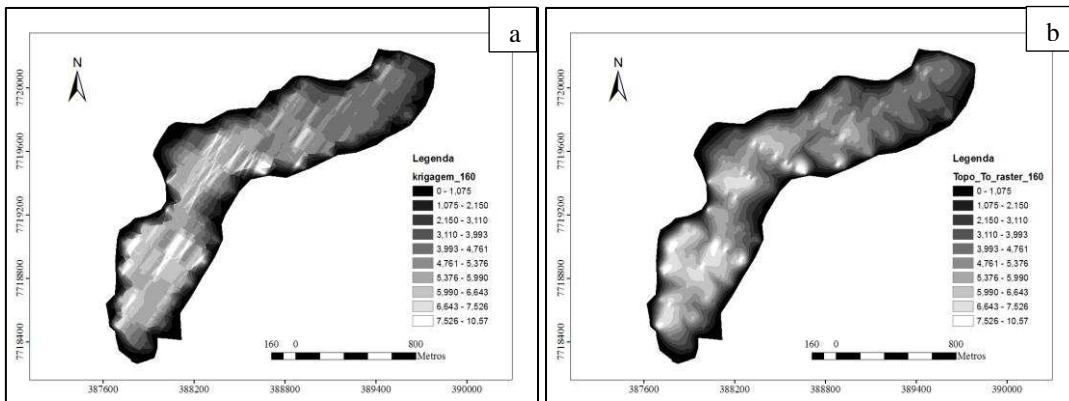 a
N
7720000
7719600
7719200
7718800
7718400
Legenda
krigagem_160
0 - 1,075
1,075 - 2,150
2,150 - 3,110
3,110 - 3,993
3,993 - 4,761
4,761 - 5,376
5,376 - 5,990
5,990 - 6,643
6,643 - 7,526
7,526 - 10,57
160 0 800
Metros
387600 388200 388800 389400 390000
b
N
7720000
7719600
7719200
7718800
7718400
Legenda
Topo_To_raster_160
0 - 1,075
1,075 - 2,150
2,150 - 3,110
3,110 - 3,993
3,993 - 4,761
4,761 - 5,376
5,376 - 5,990
5,990 - 6,643
6,643 - 7,526
7,526 - 10,57
160 0 800
Metros
387600 388200 388800 389400 390000